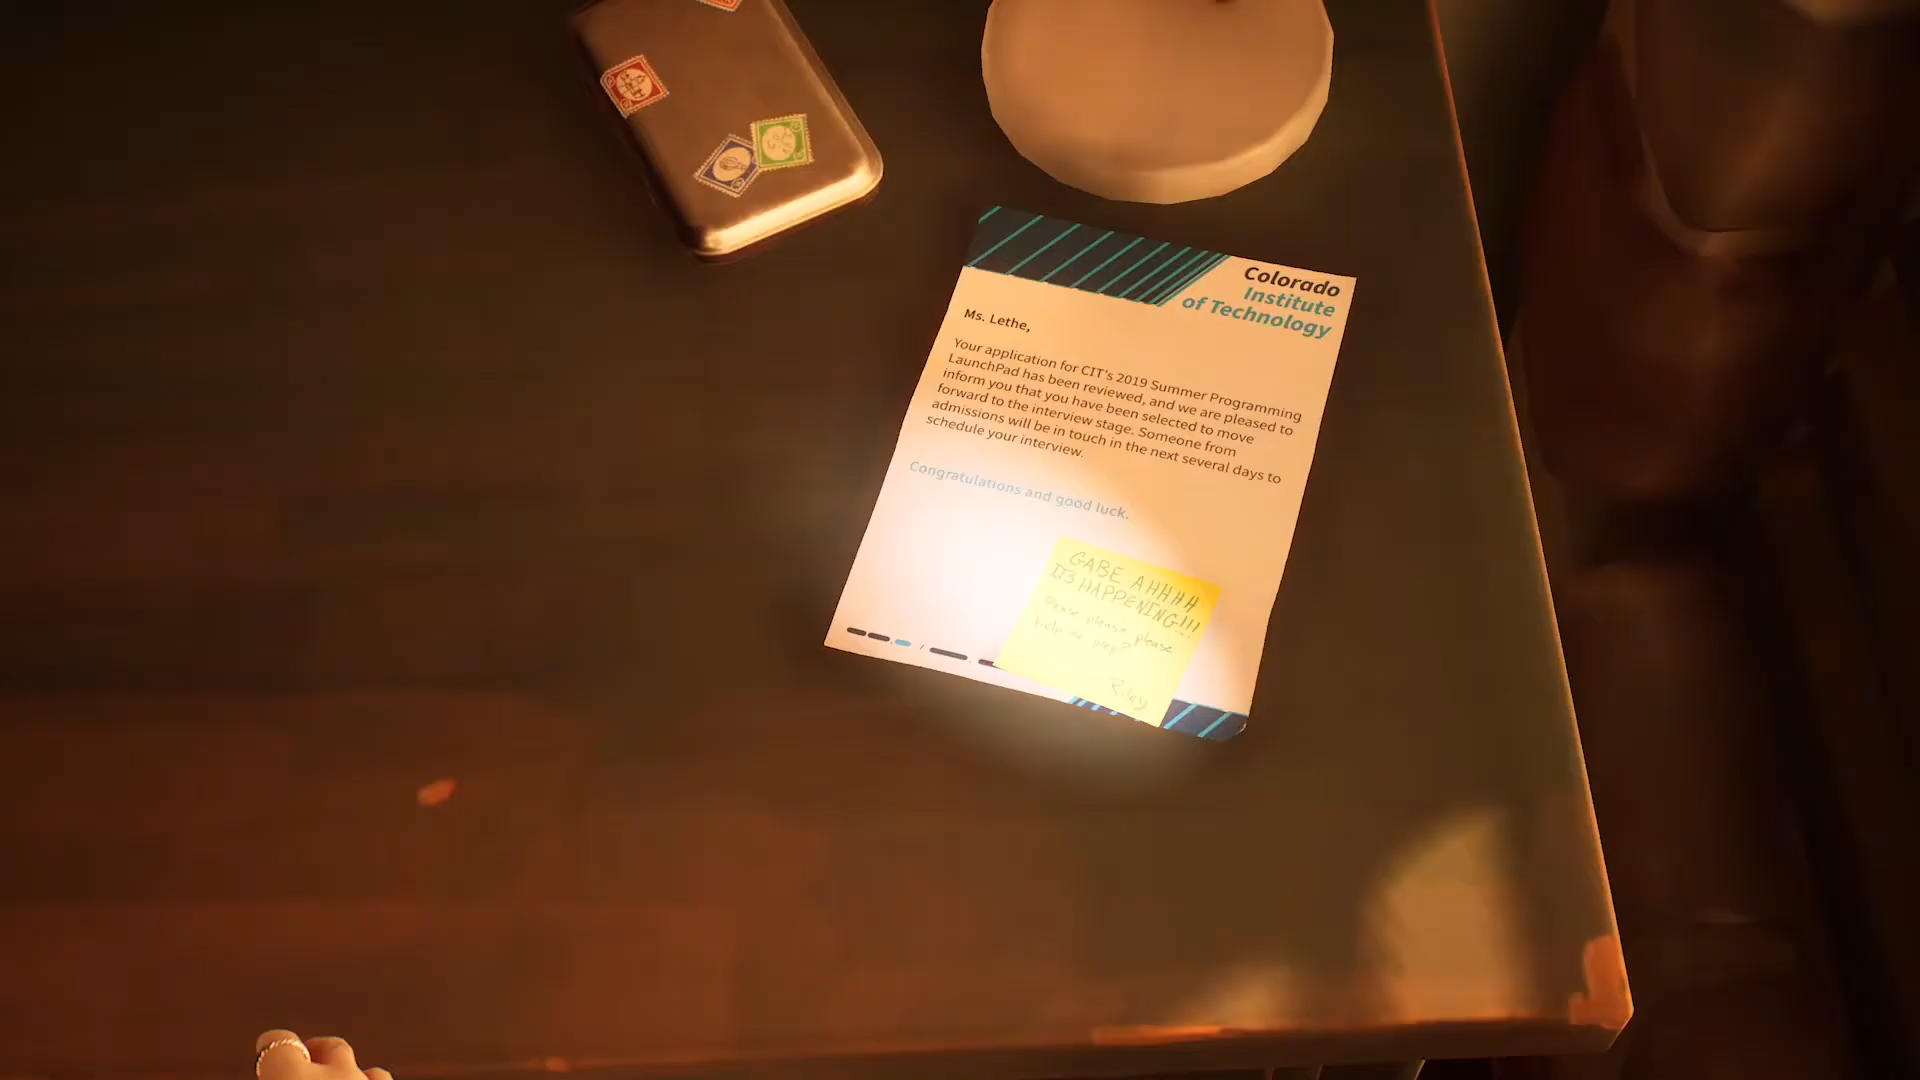 Colorado
Institute
of Technology
Ms. Lethe,
Your application for CIT's 2019 Summer Programming
LaunchPad has been reviewed, and we are pleased to
inform you that you have been selected to move
forward to the interview stage. Someone from
admissions will be in touch in the next several days to
schedule your interview.
Congratulations and good luck.
GABE AHHHH
IT'S HAPPENING!!!
Please please please
help me prep?
-Riley